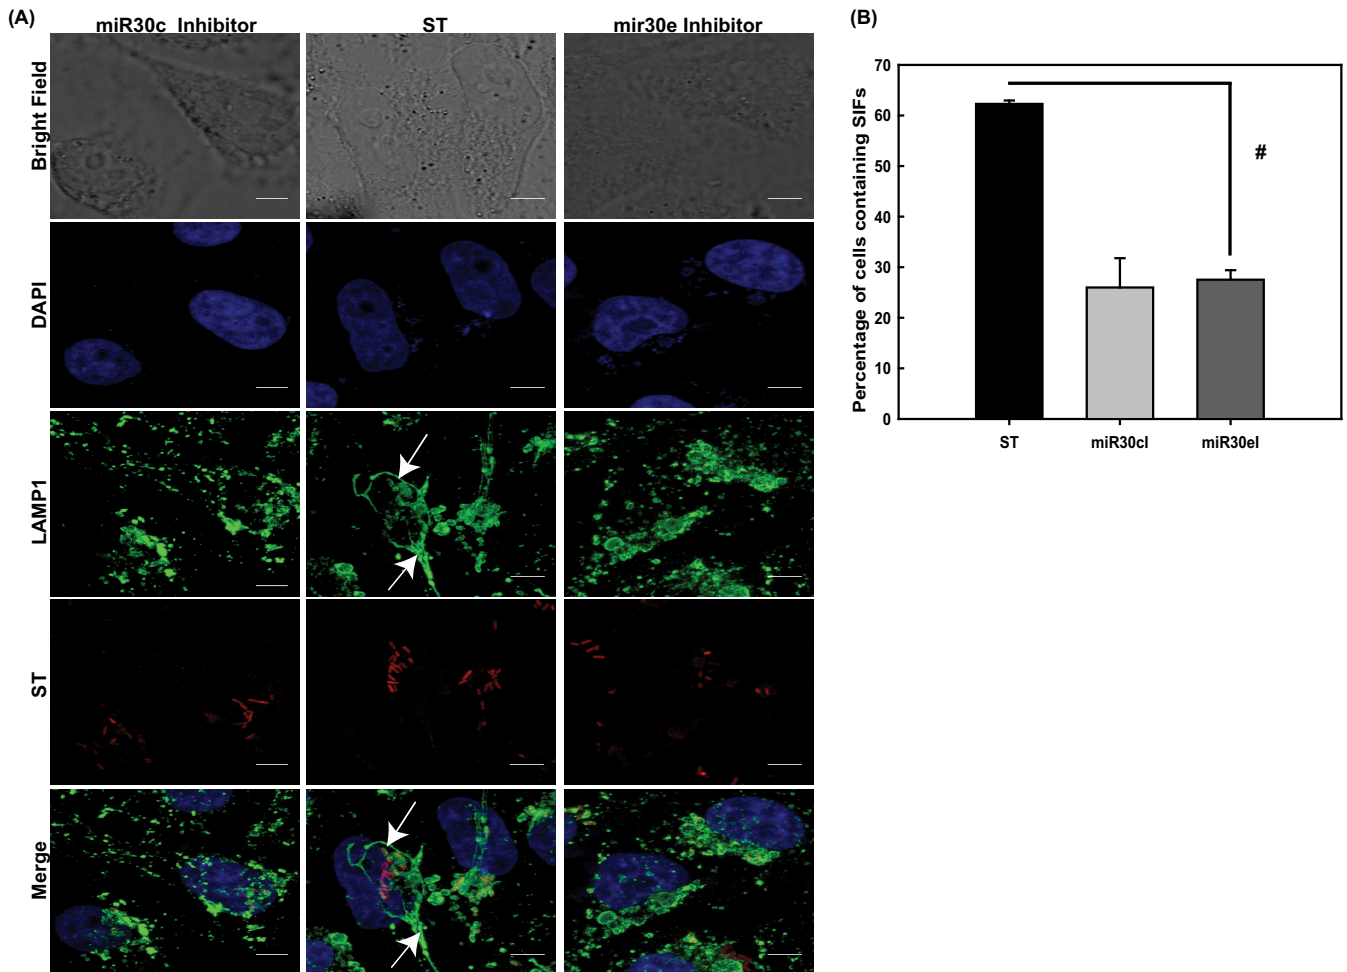 (A)
miR30c Inhibitor
ST
mir30e Inhibitor
Bright Field
DAPI
LAMP1
ST
Merge
(B)
70
60
50
40
30
20
10
0
Percentage of cells containing SIFs
#
ST
miR30cI
miR30eI